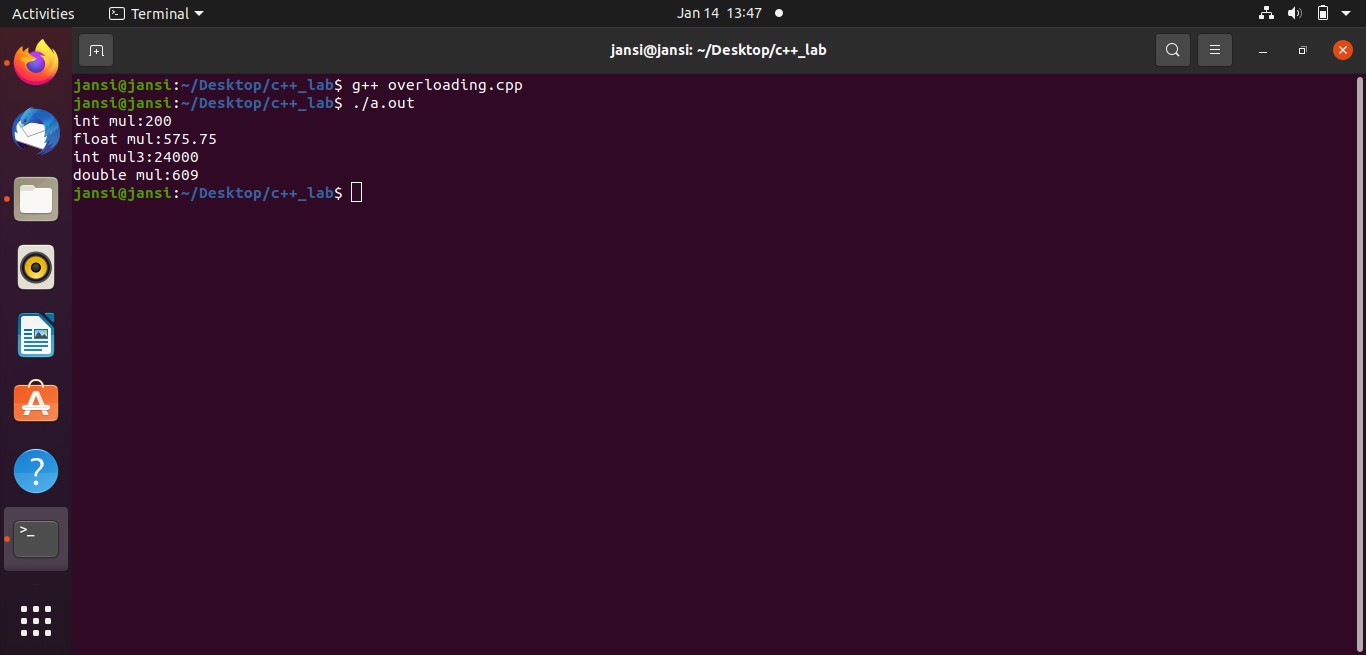 Activities
Terminal
Jan 14 13:47
jansi@jansi: ~/Desktop/c++_lab
jansi@jansi:~/Desktop/c++_lab$ g++ overloading.cpp
jansi@jansi:~/Desktop/c++_lab$ ./a.out
int mul:200
float mul:575.75
int mul3:24000
double mul:609
jansi@jansi:~/Desktop/c++_lab$